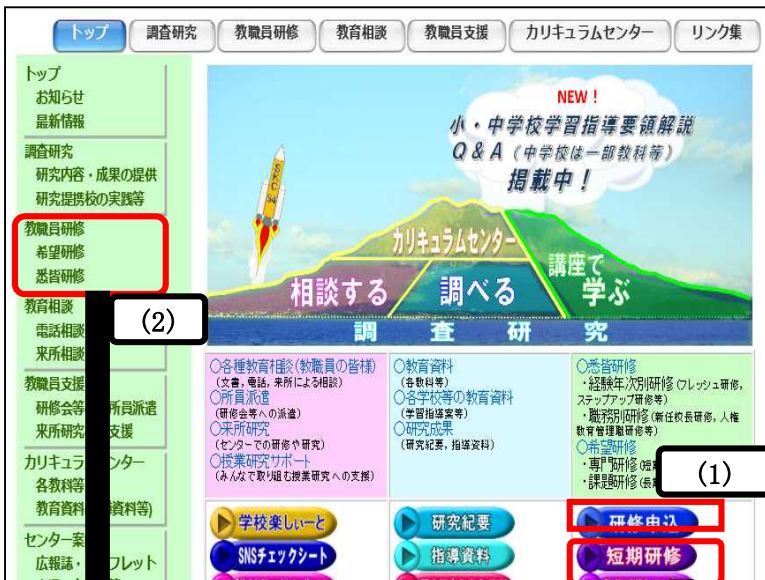 トップ
調査研究
教職員研修
教育相談
教職員支援
カリキュラムセンター
リンク集
トップ
お知らせ
最新情報
調査研究
研究内容・成果の提供
研究提携校の実践等
教職員研修
希望研修
悉皆研修
教育相談
電話相談
来所相談
教職員支援
研修会等 所員派遣
来所研究 支援
カリキュラ ンター
各教科等
教育資料 資料等)
センター案
広報誌・ フレット
(2)
NEW !
小・中学校学習指導要領解説
Q & A (中学校は一部教科等)
掲載中!
SKC 54
カリキュラムセンター
相談する
調べる
講座で
学ぶ
調査研究
○各種教育相談(教職員の皆様)
(文書,電話,来所による相談)
○所員派遣
(研修会等への派遣)
○来所研究
(センターでの研修や研究)
○授業研究サポート
(みんなで取り組む授業研究への支援)
○教育資料
(各教科等)
○各学校等の教育資料
(学習指導案等)
○研究成果
(研究紀要,指導資料)
○悉皆研修
・経験年次別研修(フレッシュ研修,
ステップアップ研修等)
・職務別研修(新任校長研修,人権
教育管理職研修等)
○希望研修
・専門研修(短
・課題研修(長
(1)
学校楽しぃーと
研究紀要
研修申込
SNSチェックシート
指導資料
短期研修